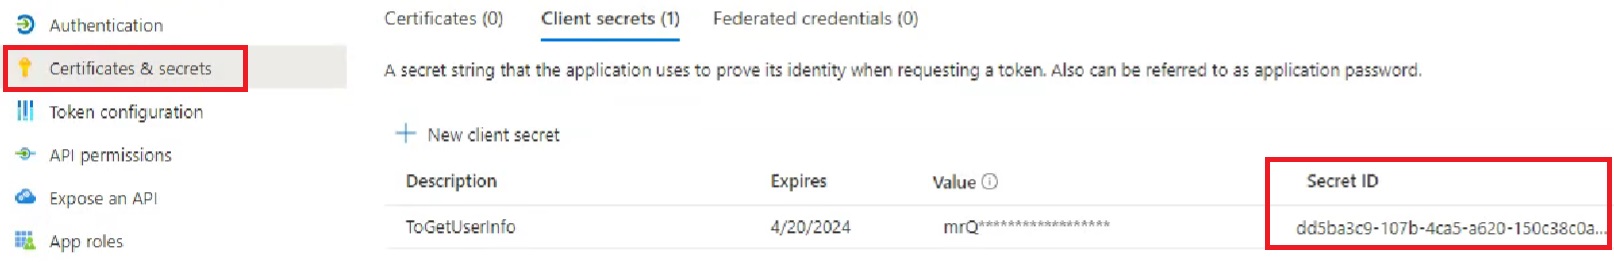 Authentication
Certificates & secrets
Token configuration
API permissions
Expose an API
App roles
Certificates (0) Client secrets (1) Federated credentials (0)
A secret string that the application uses to prove its identity when requesting a token. Also can be referred to as application password.
New client secret
Description Expires Value Secret ID
ToGetUserInfo 4/20/2024 mrQ****************** dd5ba3c9-107b-4ca5-a620-150c38c0a...